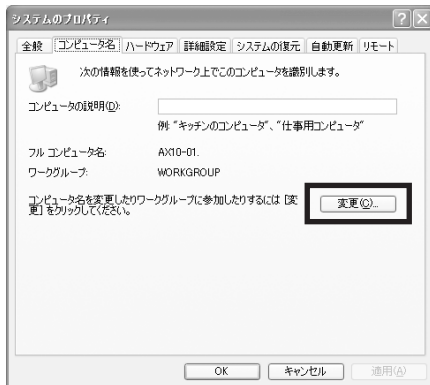 システムのプロパティ
全般 コンピュータ名 ハードウェア 詳細設定 システムの復元 自動更新 リモート
次の情報を使ってネットワーク上でこのコンピュータを識別します。
コンピュータの説明(D):
例: "キッチンのコンピュータ"、"仕事用コンピュータ"
フル コンピュータ名: AX10-01.
ワークグループ: WORKGROUP
コンピュータ名を変更したりワークグループに参加したりするには [変
更] をクリックしてください。
変更(C)...
OK キャンセル 適用(A)